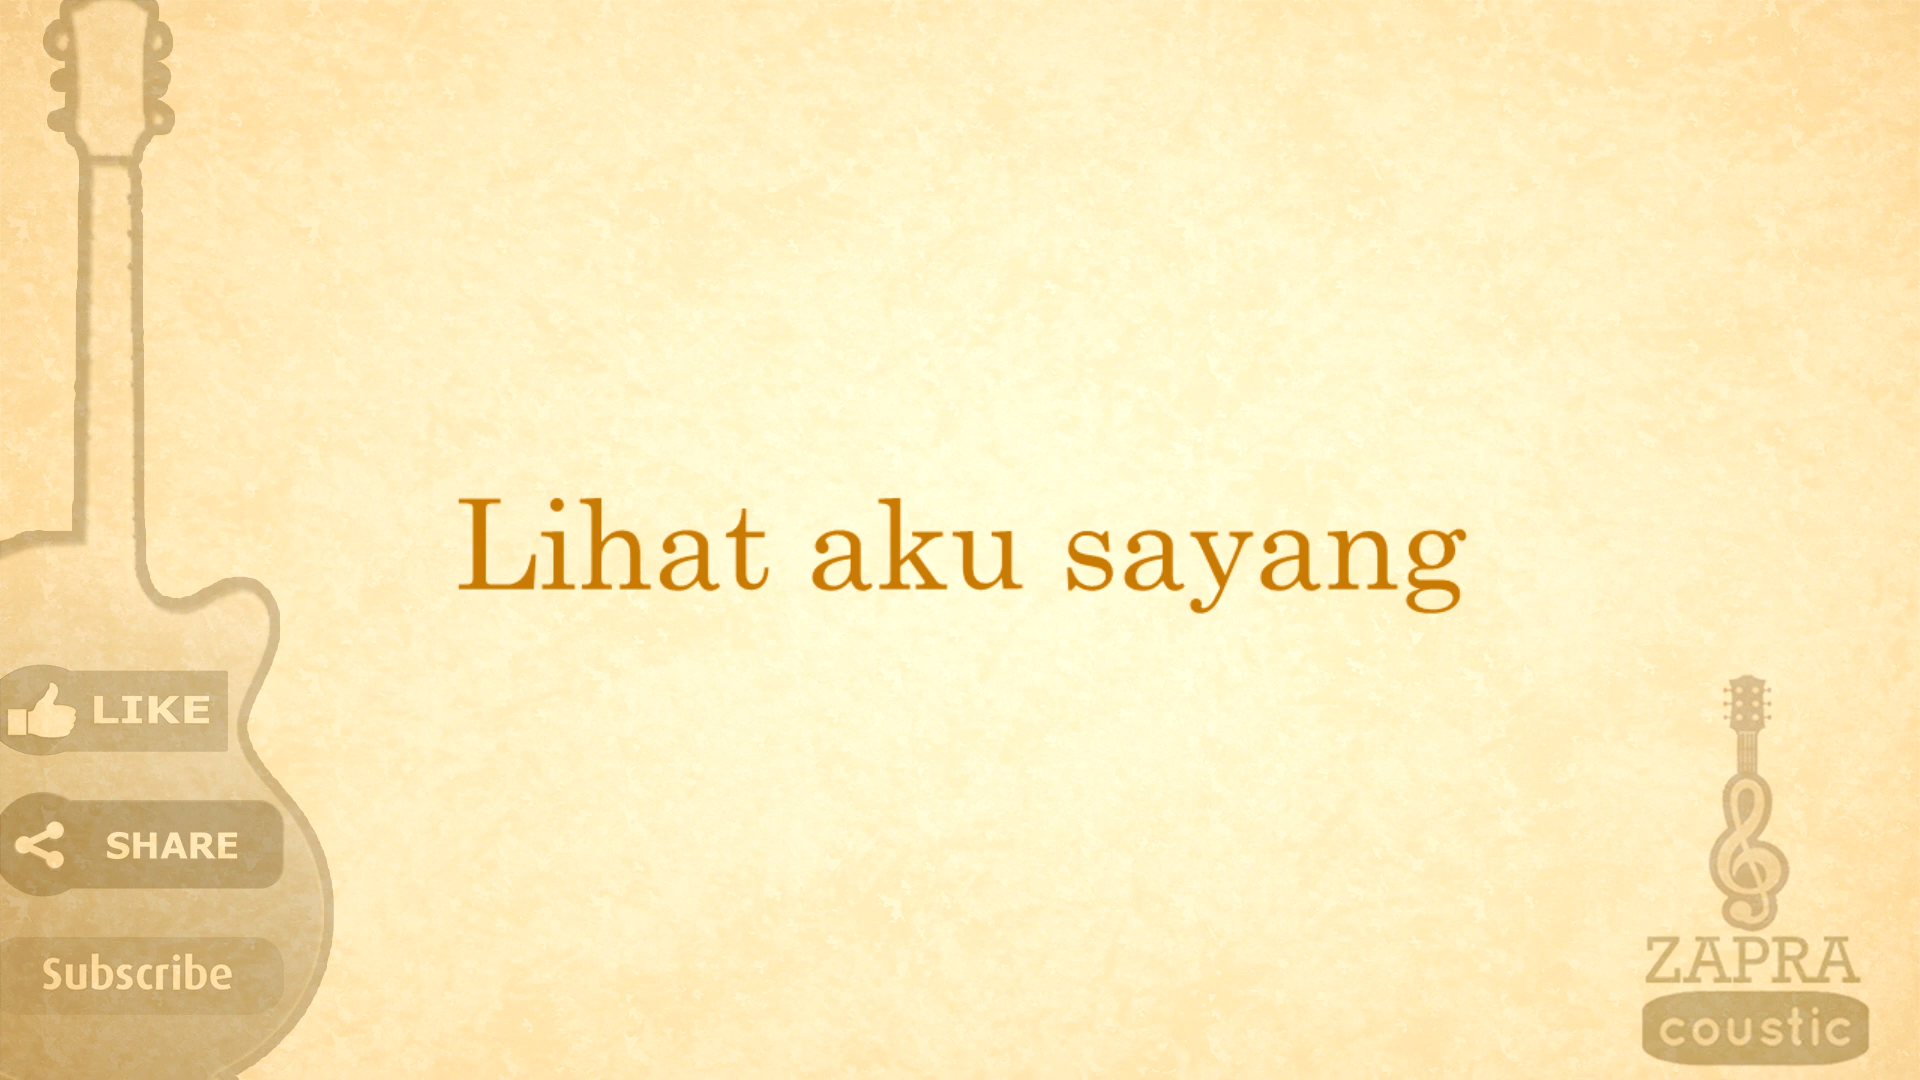 Lihat aku sayang
LIKE
SHARE
Subscribe
ZAPRA
coustic